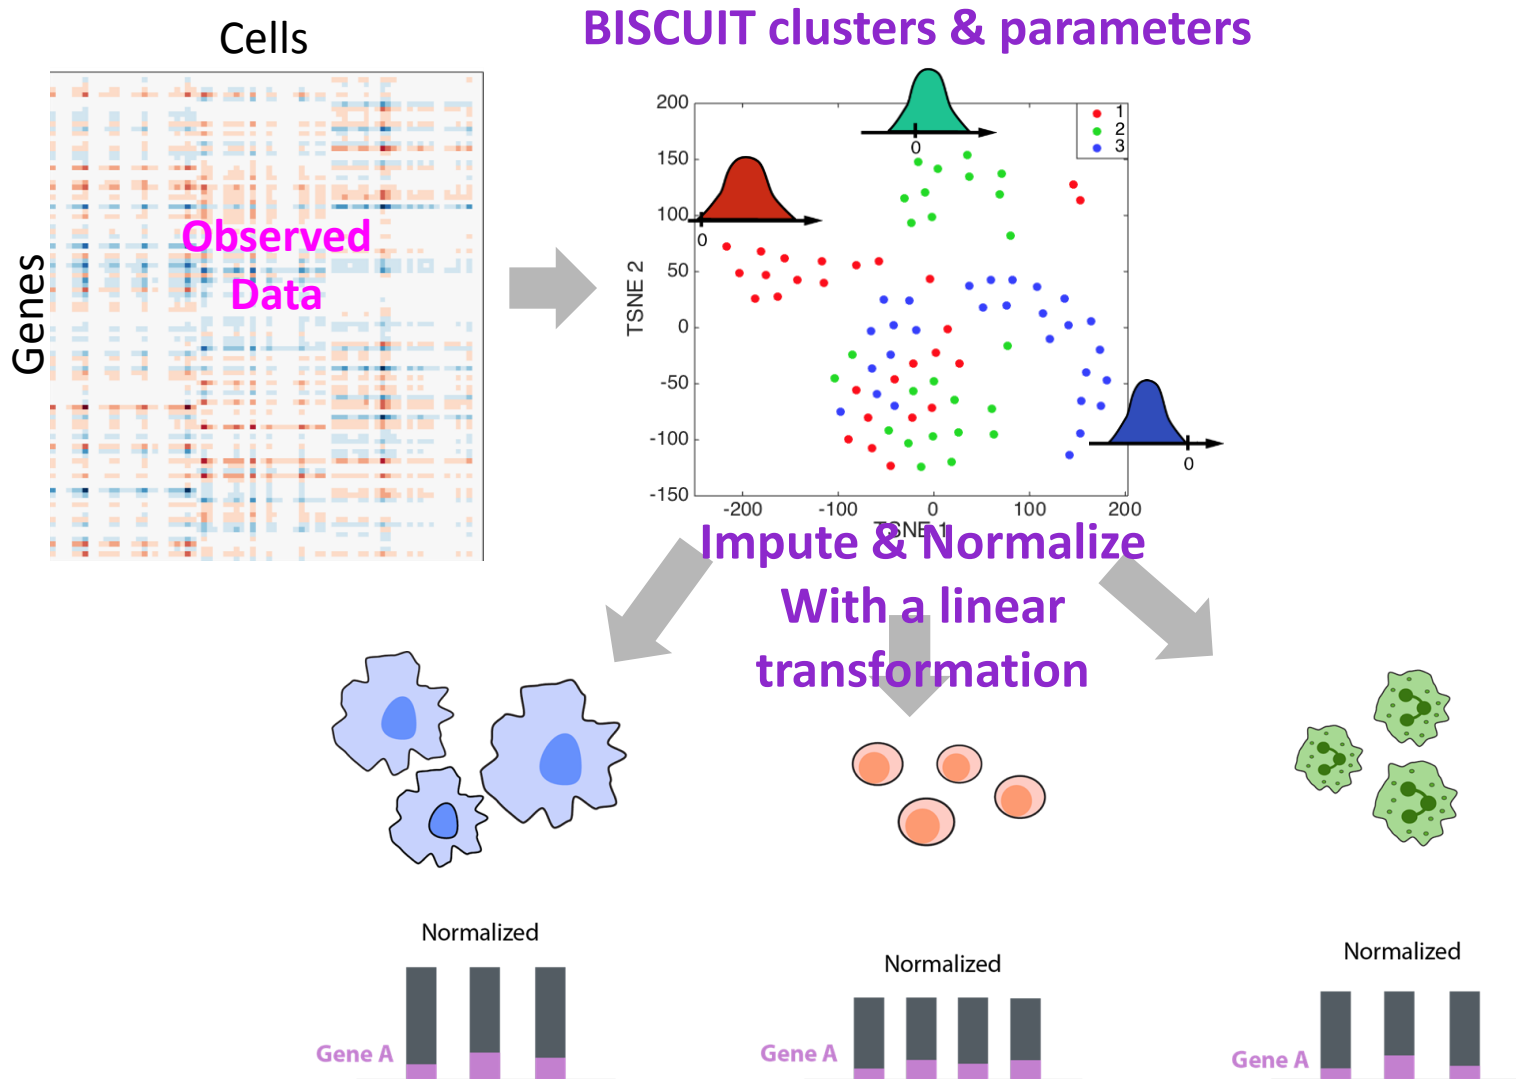 Cells
BISCUIT clusters & parameters
Genes
Observed
Data
200
150
100
50
0
-50
-100
-150
TSNE 2
-200
-100
0
100
200
TSNE 1
1
2
3
0
0
0
Impute & Normalize
With a linear
transformation
Normalized
Gene A
Normalized
Gene A
Normalized
Gene A